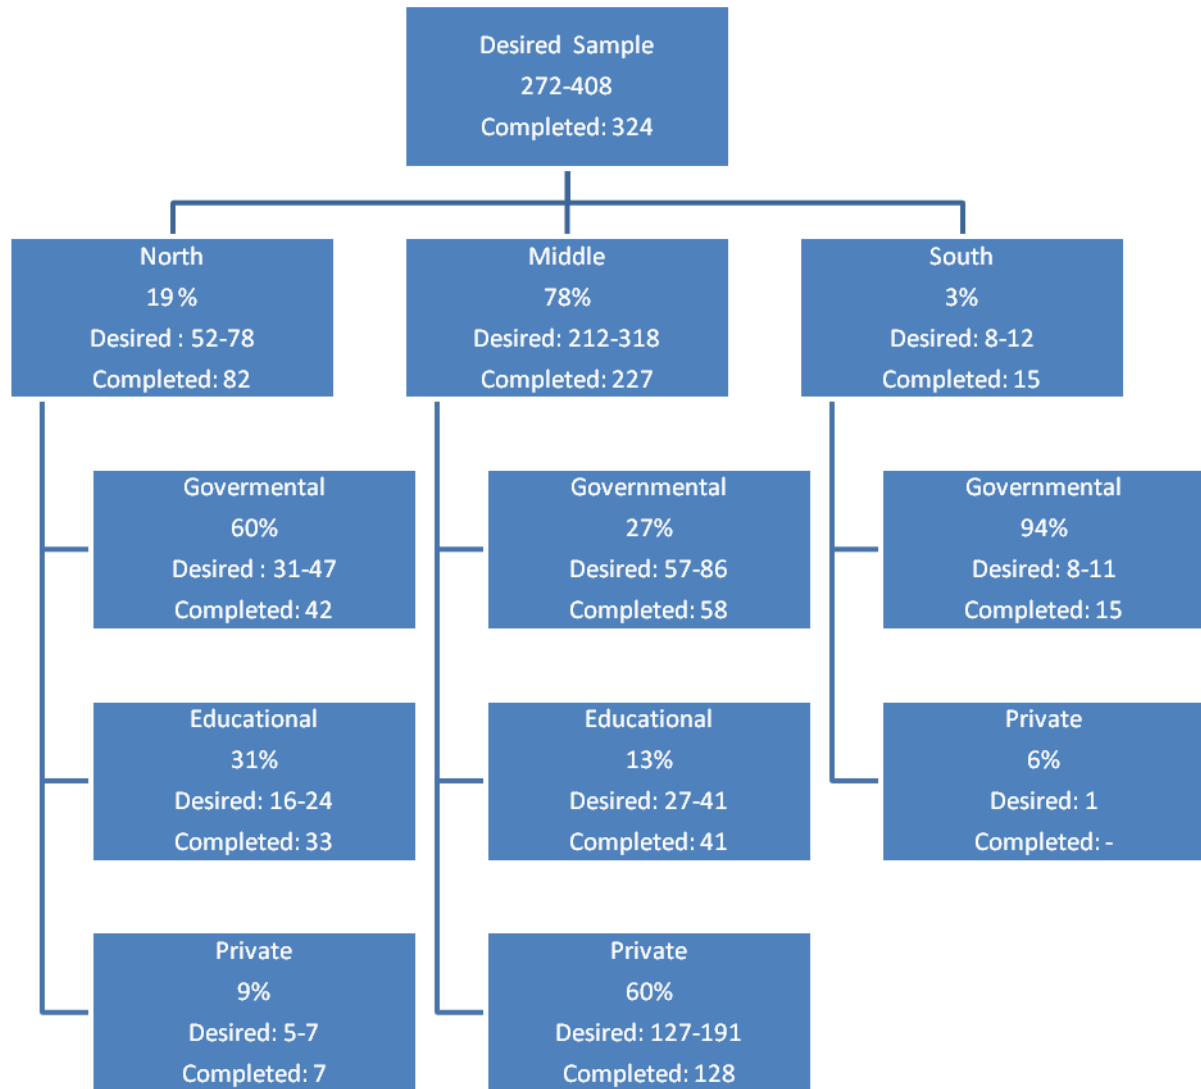 Desired Sample
272-408
Completed: 324
North
19 %
Desired : 52-78
Completed: 82
Middle
78%
Desired: 212-318
Completed: 227
South
3%
Desired: 8-12
Completed: 15
Govermental
60%
Desired : 31-47
Completed: 42
Governmental
27%
Desired: 57-86
Completed: 58
Governmental
94%
Desired: 8-11
Completed: 15
Educational
31%
Desired: 16-24
Completed: 33
Educational
13%
Desired: 27-41
Completed: 41
Private
6%
Desired: 1
Completed: -
Private
9%
Desired: 5-7
Completed: 7
Private
60%
Desired: 127-191
Completed: 128